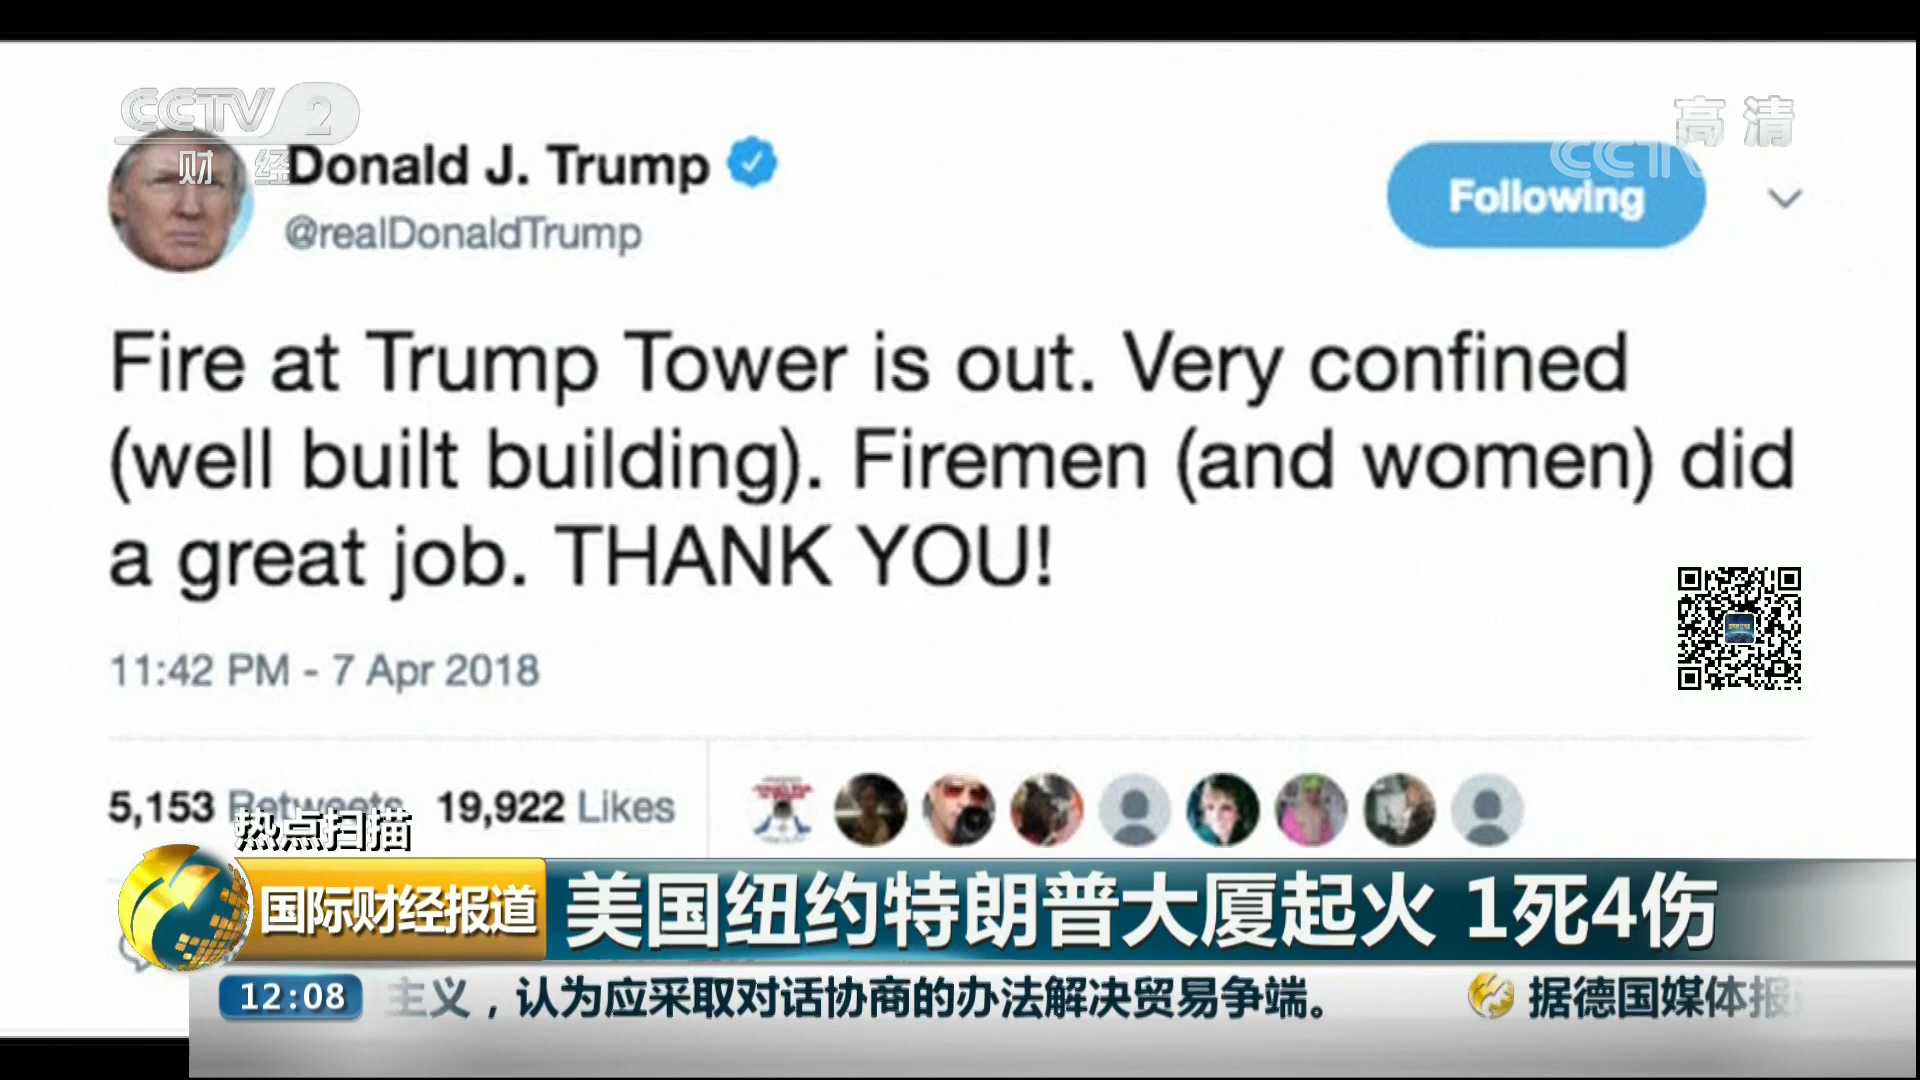 CCTV 2
财 经
高清
CCTV
Donald J. Trump
@realDonaldTrump
Following
Fire at Trump Tower is out. Very confined
(well built building). Firemen (and women) did
a great job. THANK YOU!
11:42 PM - 7 Apr 2018
5,153 Retweets 19,922 Likes
热点扫描
国际财经报道
美国纽约特朗普大厦起火 1死4伤
12:08 主义，认为应采取对话协商的办法解决贸易争端。 据德国媒体报